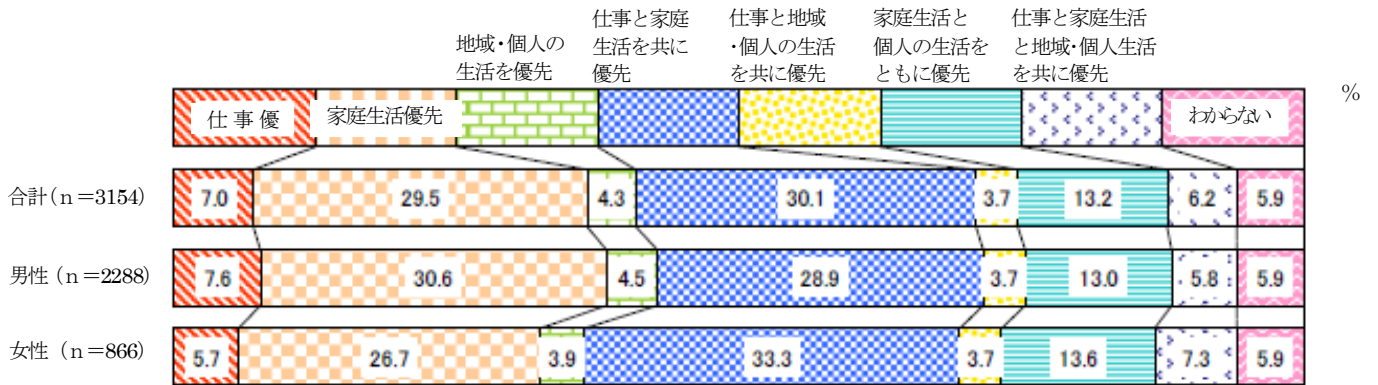 地域・個人の
生活を優先
仕事と家庭
生活を共に
優先
仕事と地域
・個人の生活
を共に優先
家庭生活と
個人の生活を
ともに優先
仕事と家庭生活
と地域・個人生活
を共に優先
%
仕 事 優
家庭生活優先
わからない
合計(n=3154)
7.0 29.5 4.3 30.1 3.7 13.2 6.2 5.9
男性 (n=2288)
7.6 30.6 4.5 28.9 3.7 13.0 5.8 5.9
女性 (n=866)
5.7 26.7 3.9 33.3 3.7 13.6 7.3 5.9